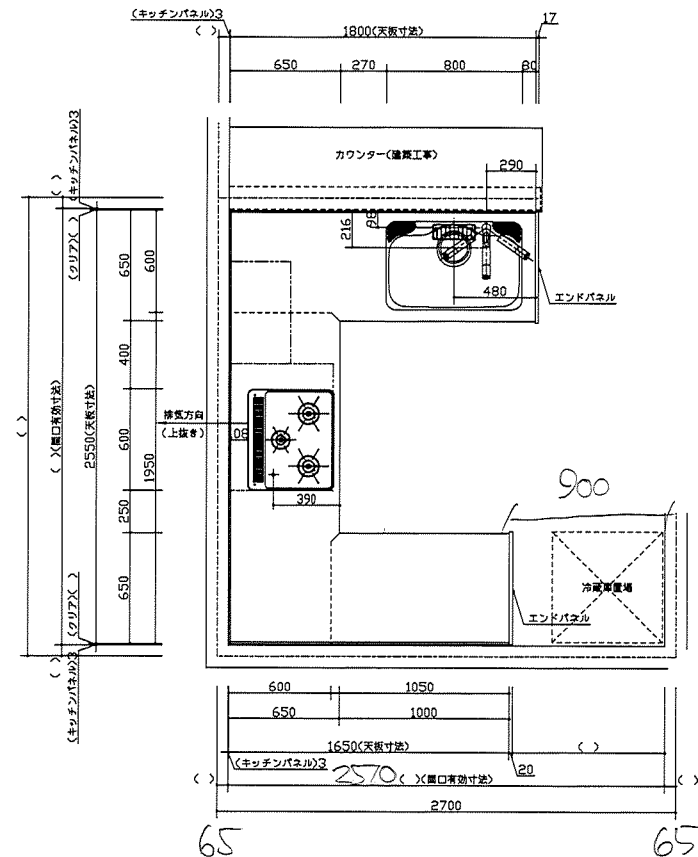 (キッチンパネル)3
17
( )
1800(天板寸法)
650
270
800
80
カウンター(建築工事)
290
216
98
480
エンドパネル
(キッチンパネル)3
( )
(クリア)( )
650
600
400
( )
( )(間口有効寸法)
2550(天板寸法)
600
1950
250
650
(クリア)( )
( )
(キッチンパネル)3
排気方向
(上抜き)
80
390
900
冷蔵庫置場
エンドパネル
600
1050
650
1000
1650(天板寸法)
( )
(キッチンパネル)3
20
( )
2570( )(間口有効寸法)
( )
2700
65
65